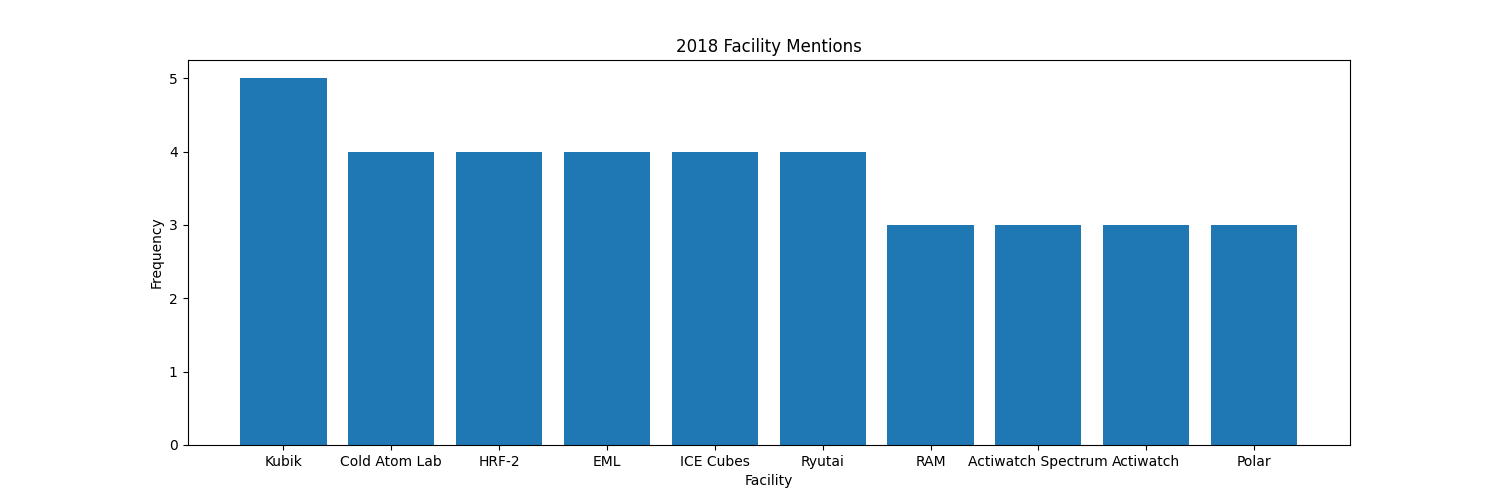 2018 Facility Mentions
Frequency
5
4
3
2
1
0
Kubik Cold Atom Lab HRF-2 EML ICE Cubes Ryutai RAM Actiwatch Spectrum Actiwatch Polar
Facility